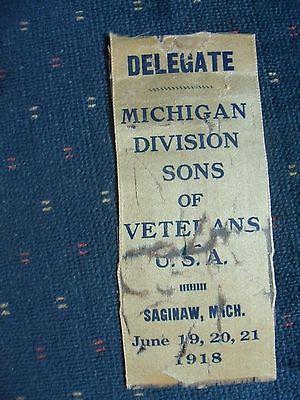 DELEGATE
MICHIGAN
DIVISION
SONS
OF
VETERANS
U. S. A.
SAGINAW, MICH.
June 19, 20, 21
1918